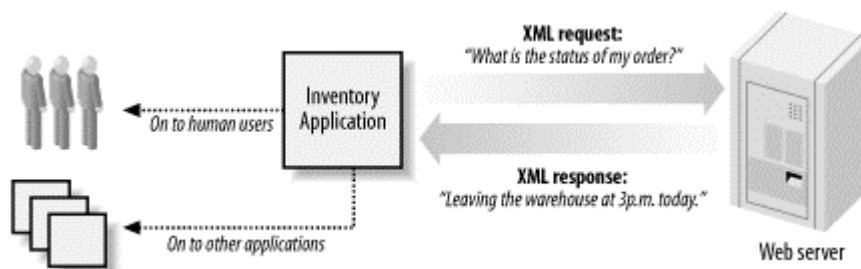 XML request:
"What is the status of my order?"
Inventory
Application
On to human users
XML response:
"Leaving the warehouse at 3p.m. today."
On to other applications
Web server